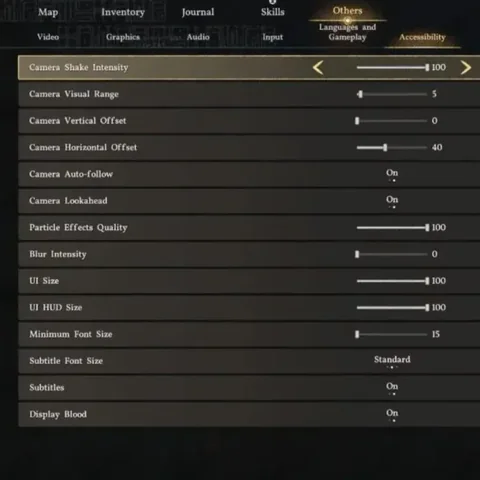 Map Inventory Journal Skills Others
Video Graphics Audio Input Languages and Gameplay Accessibility
Camera Shake Intensity 100
Camera Visual Range 5
Camera Vertical Offset 0
Camera Horizontal Offset 40
Camera Auto-follow On
Camera Lookahead On
Particle Effects Quality 100
Blur Intensity 0
UI Size 100
UI HUD Size 100
Minimum Font Size 15
Subtitle Font Size Standard
Subtitles On
Display Blood On